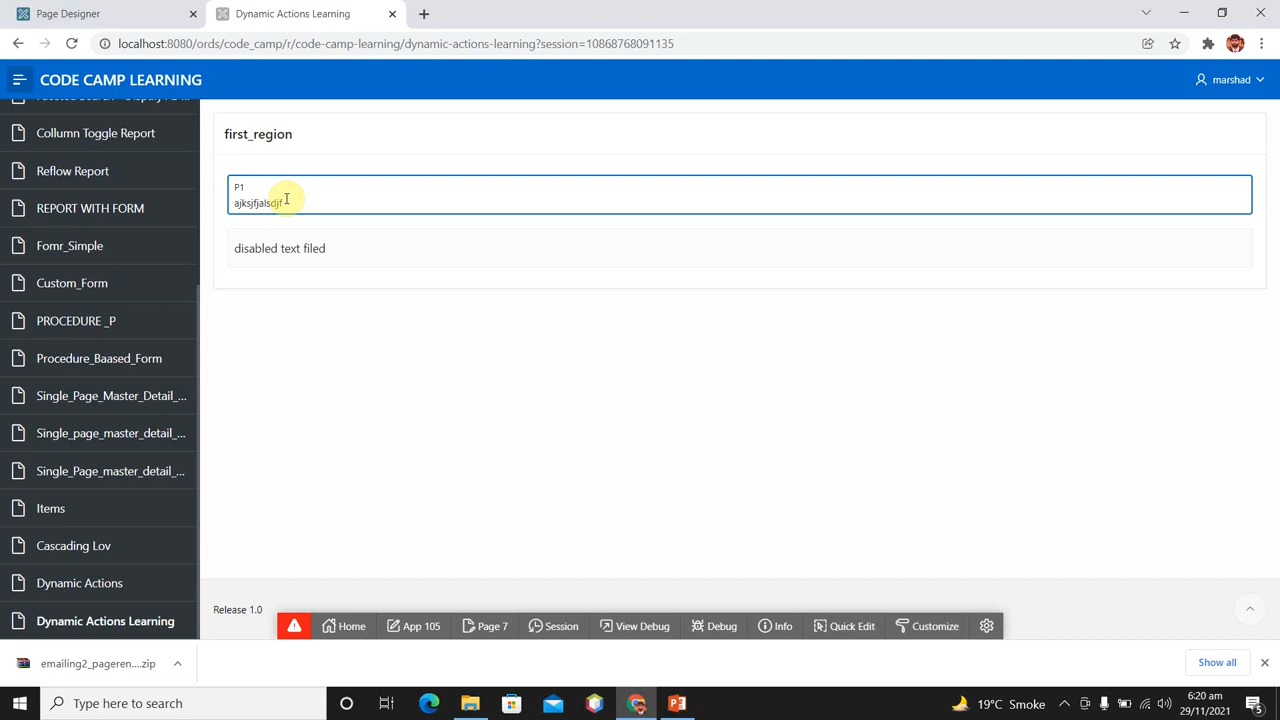 Page Designer
Dynamic Actions Learning
localhost:8080/ords/code_camp/r/code-camp-learning/dynamic-actions-learning?session=10868768091135
CODE CAMP LEARNING
marshad
Collumn Toggle Report
Reflow Report
REPORT WITH FORM
Fomr_Simple
Custom_Form
PROCEDURE _P
Procedure_Baased_Form
Single_Page_Master_Detail_...
Single_page_master_detail_...
Single_Page_master_detail_...
Items
Cascading Lov
Dynamic Actions
Dynamic Actions Learning
first_region
P1
ajksjfjalsdjf
disabled text filed
Release 1.0
Home
App 105
Page 7
Session
View Debug
Debug
Info
Quick Edit
Customize
emailing2_pageren....zip
Show all
Type here to search
19°C Smoke
6:20 am
29/11/2021
5